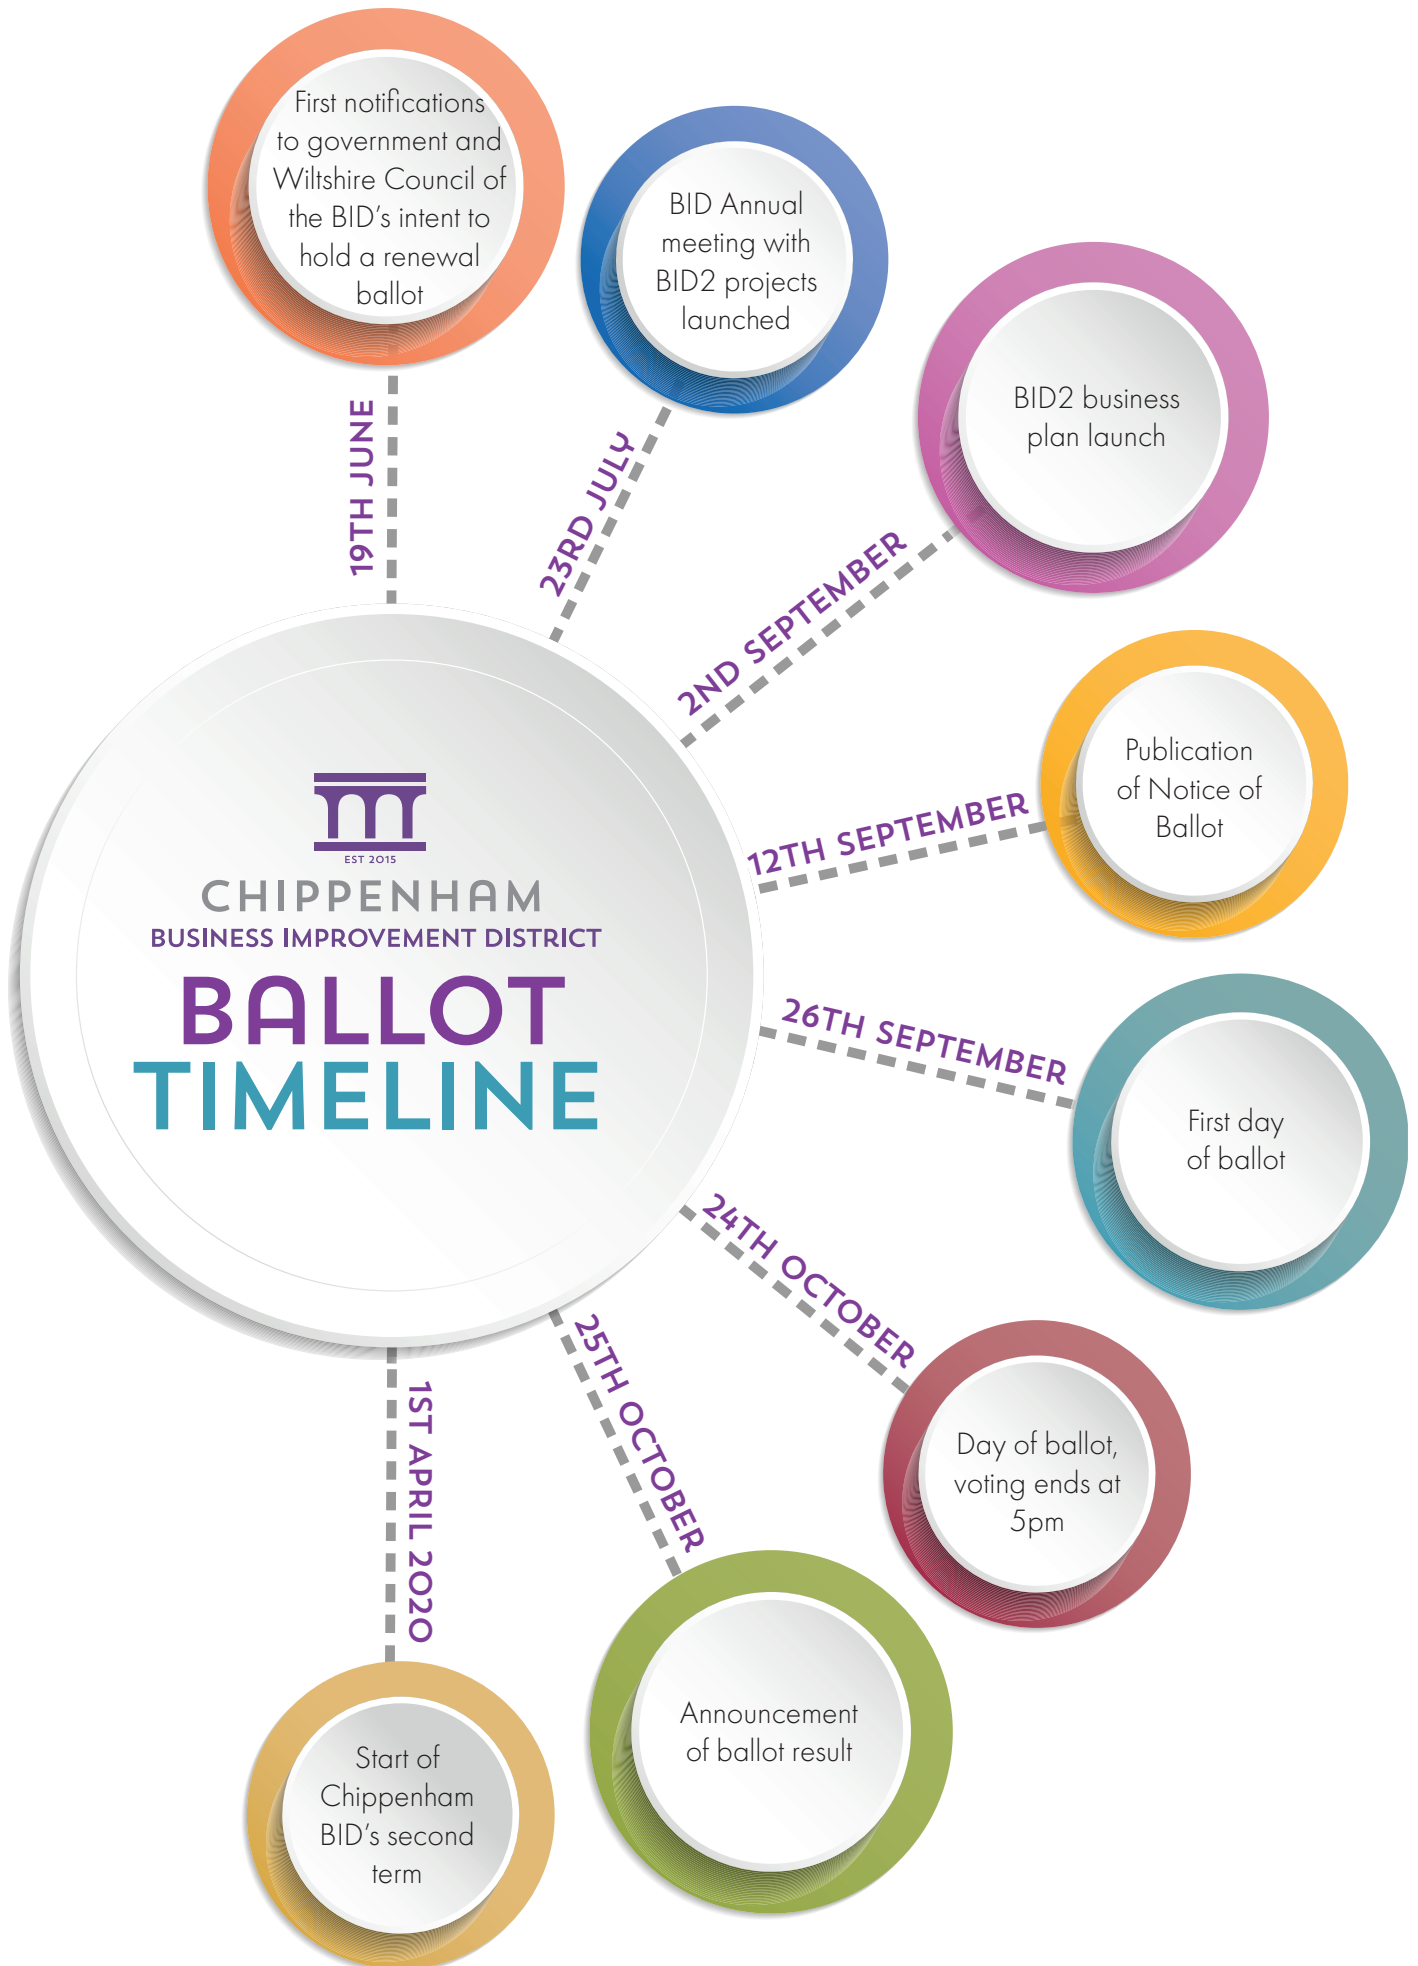 First notifications
to government and
Wiltshire Council of
the BID’s intent to
hold a renewal
ballot
19TH JUNE
BID Annual
meeting with
BID2 projects
launched
23RD JULY
BID2 business
plan launch
2ND SEPTEMBER
Publication
of Notice of
Ballot
12TH SEPTEMBER
EST 2015
CHIPPENHAM
BUSINESS IMPROVEMENT DISTRICT
BALLOT
TIMELINE
26TH SEPTEMBER
First day
of ballot
24TH OCTOBER
Day of ballot,
voting ends at
5pm
25TH OCTOBER
Announcement
of ballot result
1ST APRIL 2020
Start of
Chippenham
BID’s second
term